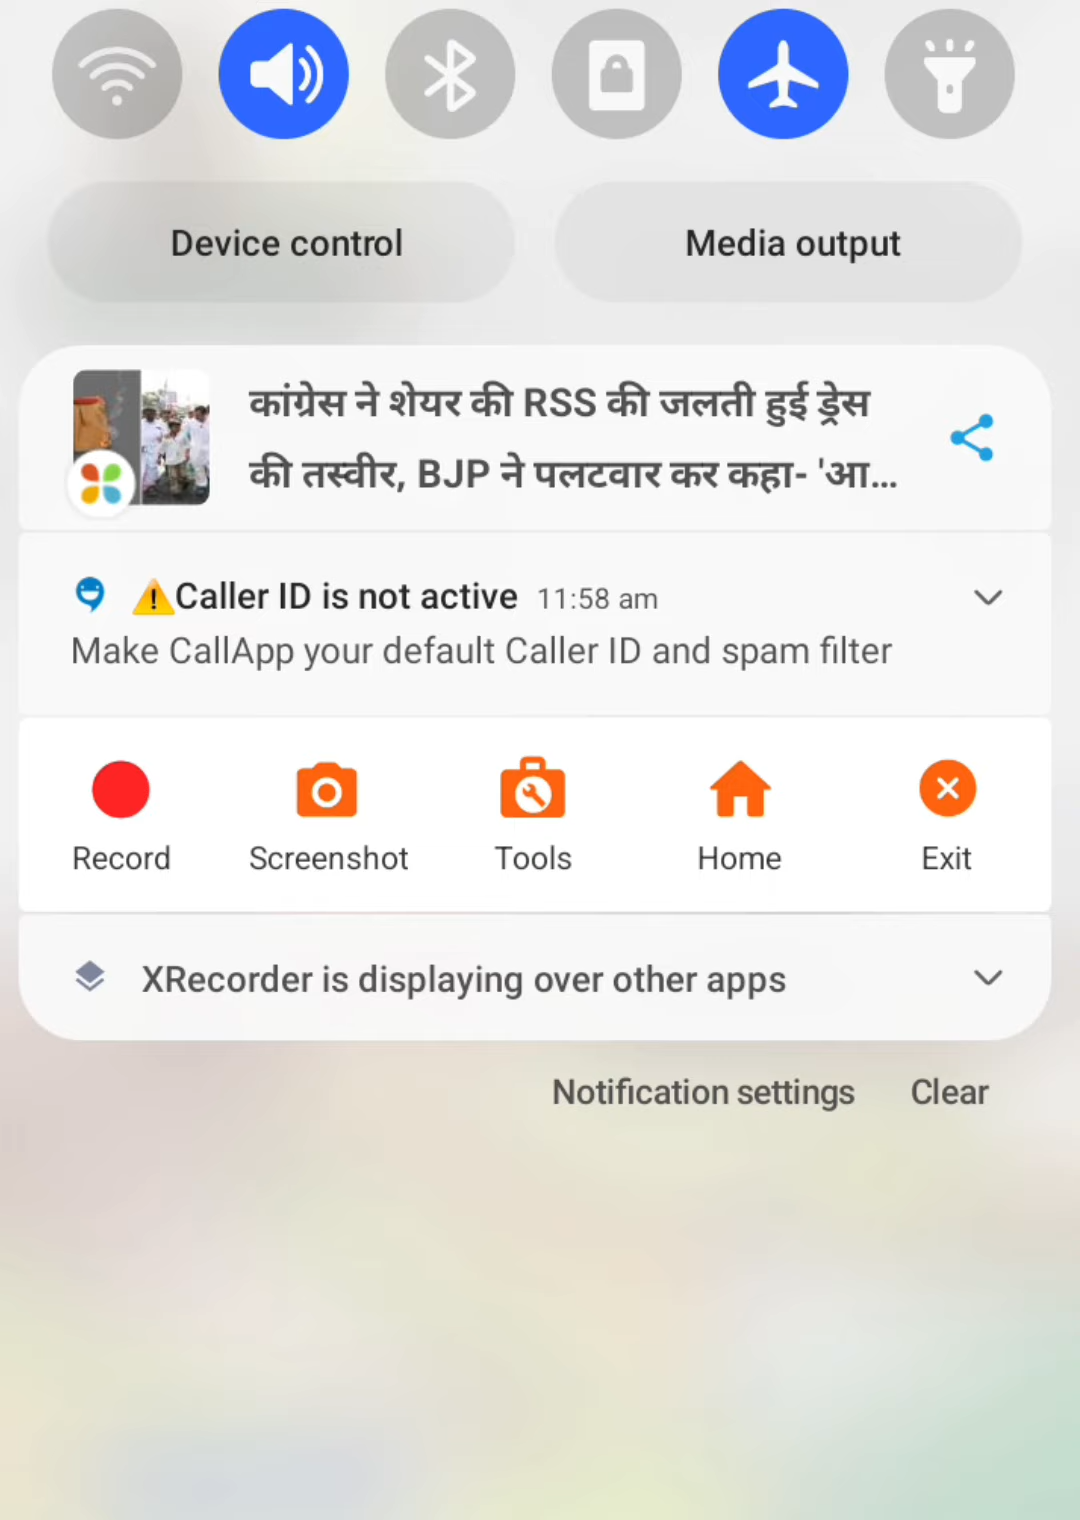 Device control
Media output
कांग्रेस ने शेयर की RSS की जलती हुई ड्रेस
की तस्वीर, BJP ने पलटवार कर कहा- 'आ...
⚠Caller ID is not active 11:58 am
Make CallApp your default Caller ID and spam filter
Record
Screenshot
Tools
Home
Exit
XRecorder is displaying over other apps
Notification settings
Clear